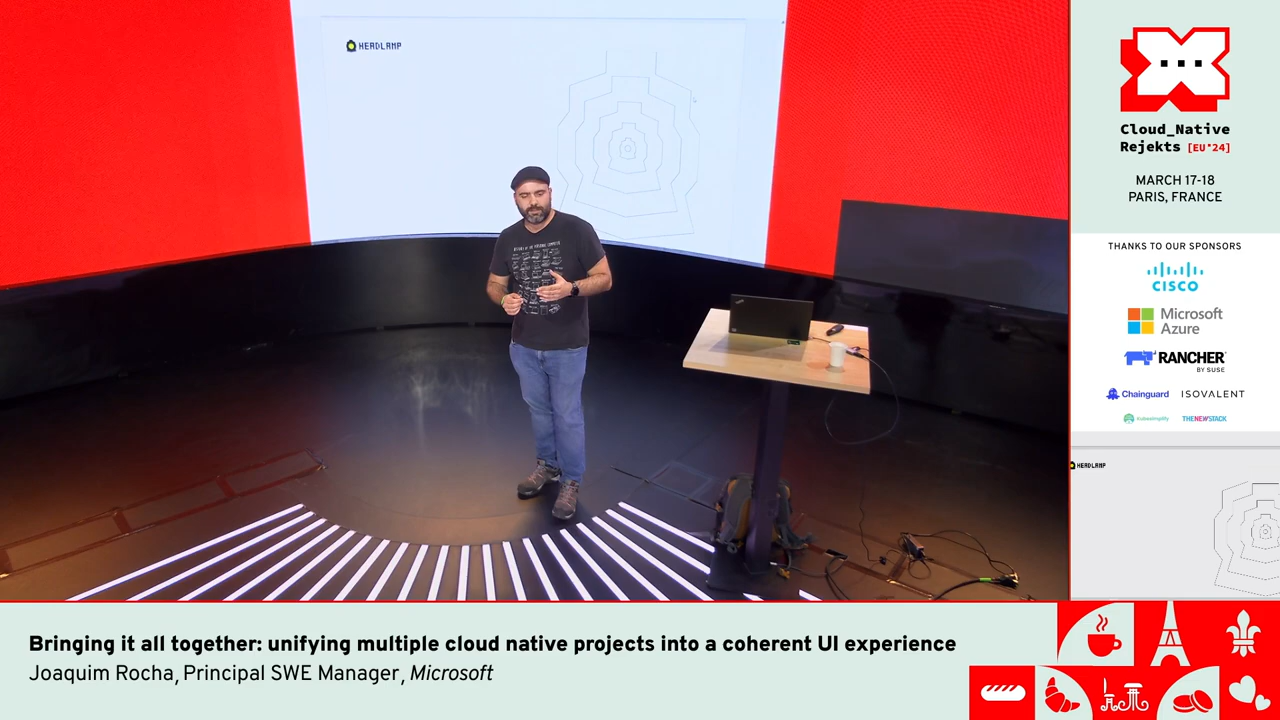 HEADLAMP
Cloud_Native
Rejekts [EU*24]
MARCH 17-18
PARIS, FRANCE
THANKS TO OUR SPONSORS
CISCO
Microsoft
Azure
RANCHER
BY SUSE
Chainguard
ISOVALENT
kubesimplify
THENEWSTACK
HEADLAMP
Bringing it all together: unifying multiple cloud native projects into a coherent UI experience
Joaquim Rocha, Principal SWE Manager, Microsoft